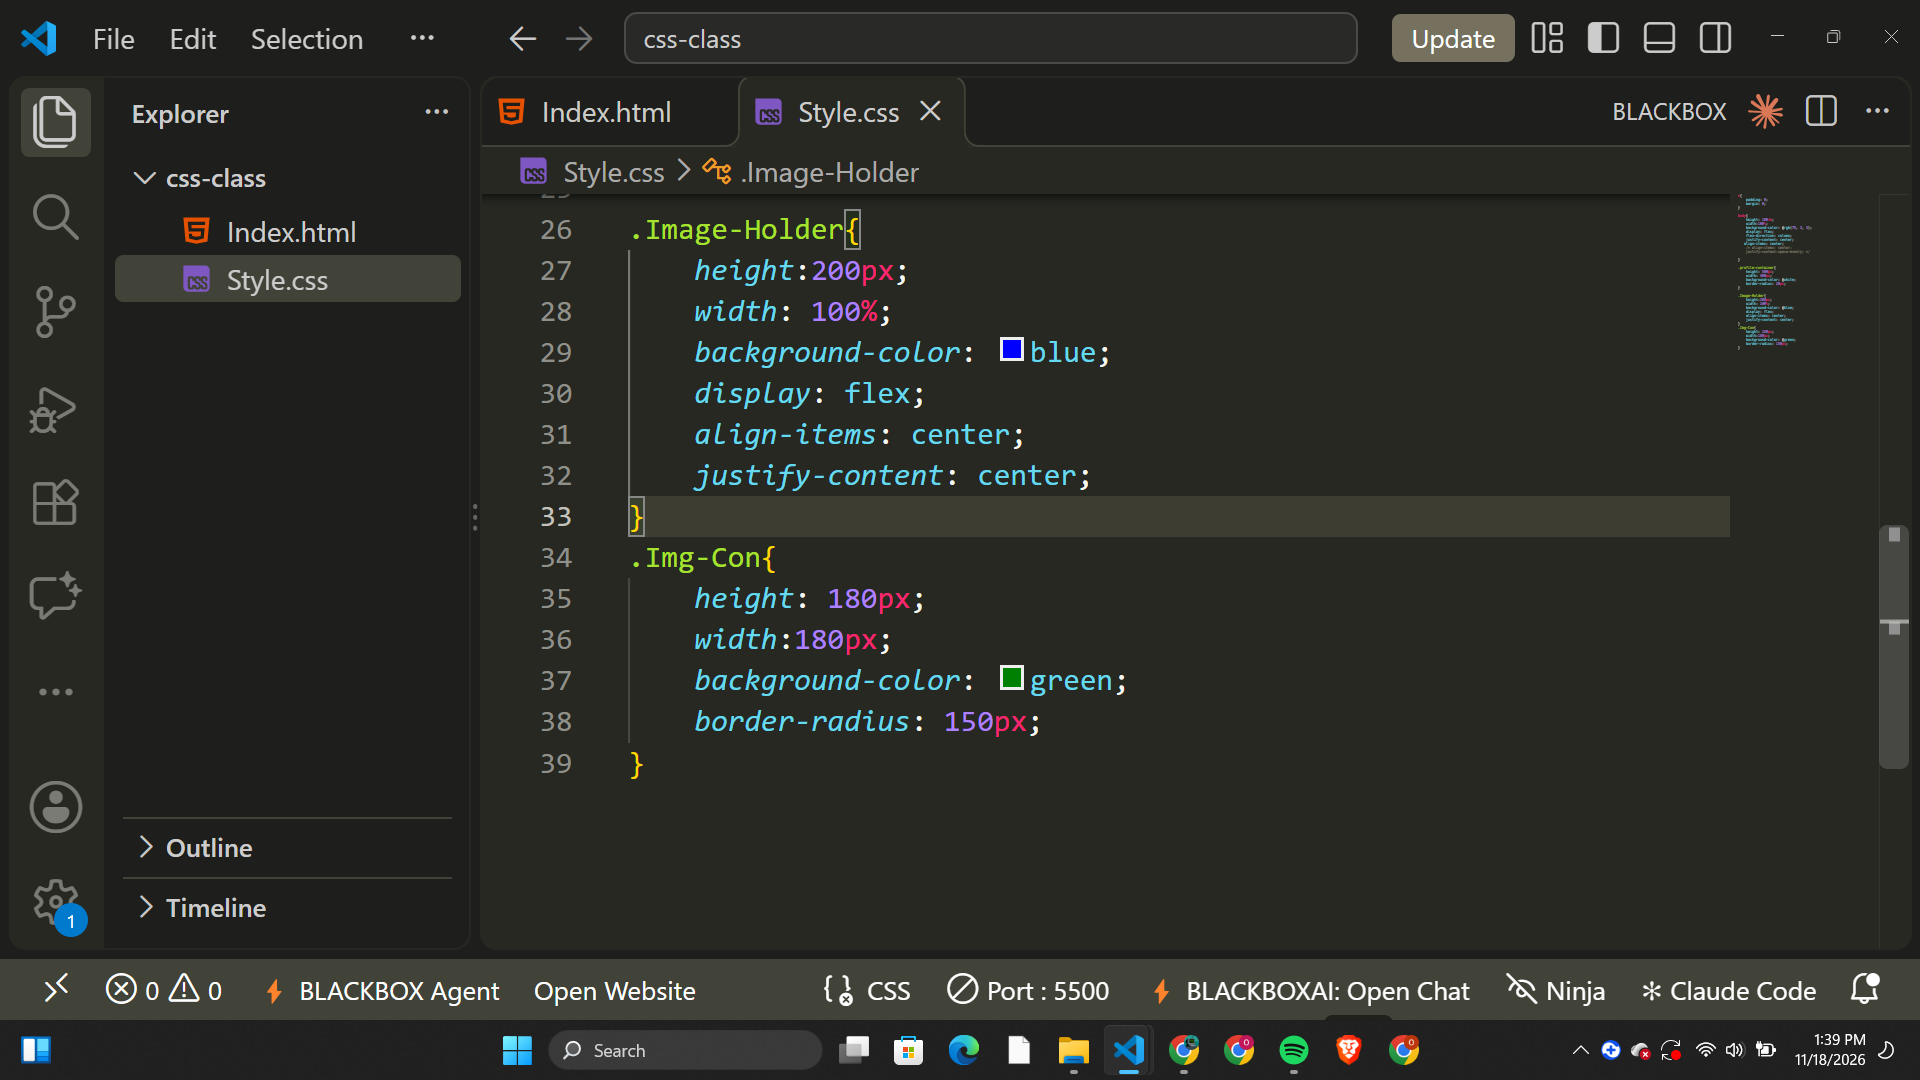 File Edit Selection ··· css-class Update
Explorer ···
css-class
Index.html
Style.css
Outline
Timeline
Index.html Style.css BLACKBOX ···
Style.css > .Image-Holder
26 .Image-Holder{
27 height:200px;
28 width: 100%;
29 background-color: blue;
30 display: flex;
31 align-items: center;
32 justify-content: center;
33 }
34 .Img-Con{
35 height: 180px;
36 width:180px;
37 background-color: green;
38 border-radius: 150px;
39 }
1
0 0 BLACKBOX Agent Open Website CSS Port : 5500 BLACKBOXAI: Open Chat Ninja Claude Code
Search
1:39 PM
11/18/2026